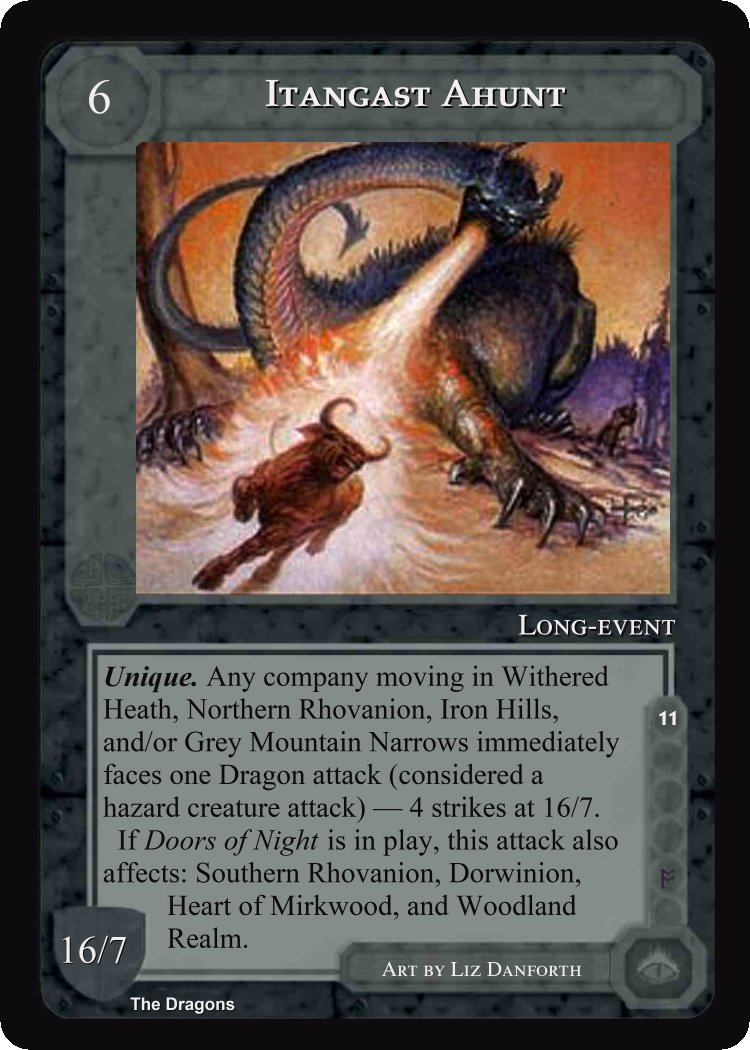 6
Itangast Ahunt
Long-event
Unique. Any company moving in Withered
Heath, Northern Rhovanion, Iron Hills,
and/or Grey Mountain Narrows immediately
faces one Dragon attack (considered a
hazard creature attack) — 4 strikes at 16/7.
If Doors of Night is in play, this attack also
affects: Southern Rhovanion, Dorwinion,
Heart of Mirkwood, and Woodland
Realm.
11
16/7
Art by Liz Danforth
The Dragons